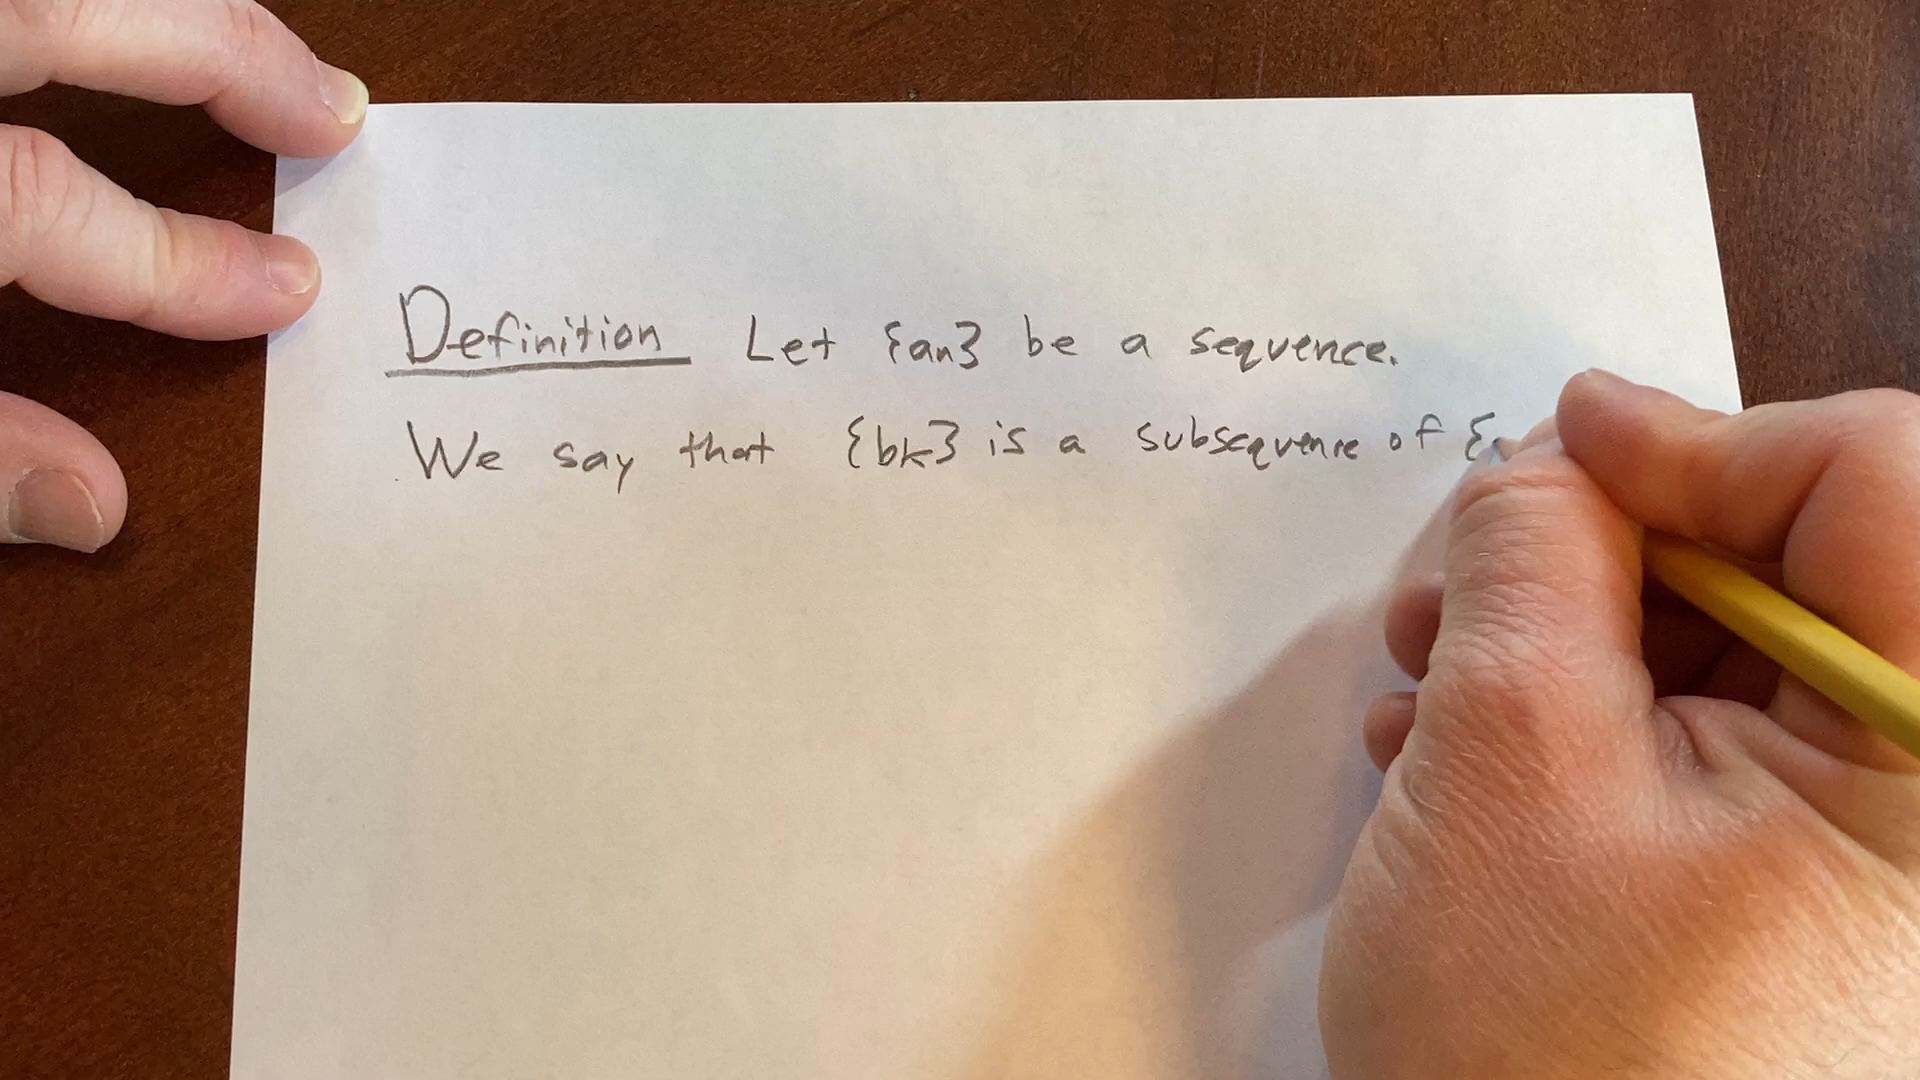 Definition Let {an} be a sequence.
We say that {bk} is a subsequence of {